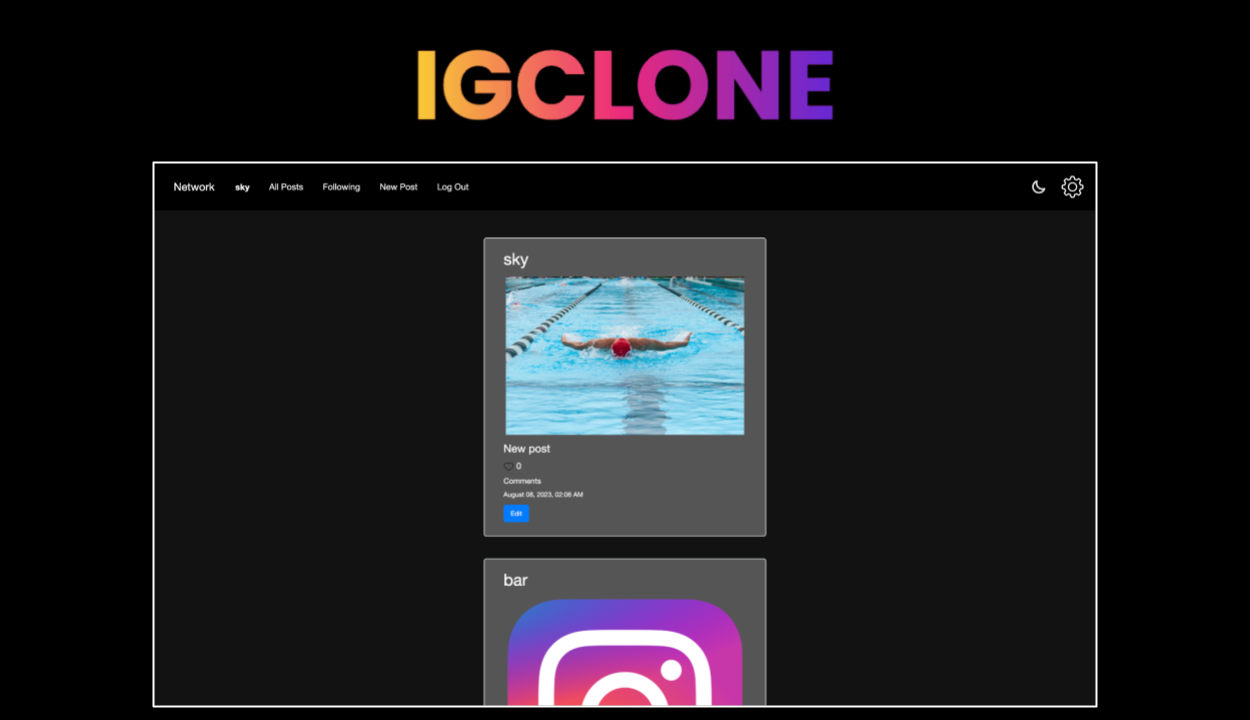 IGCLONE
Network sky All Posts Following New Post Log Out
sky
New post
0
Comments
August 08, 2023, 02:06 AM
Edit
bar